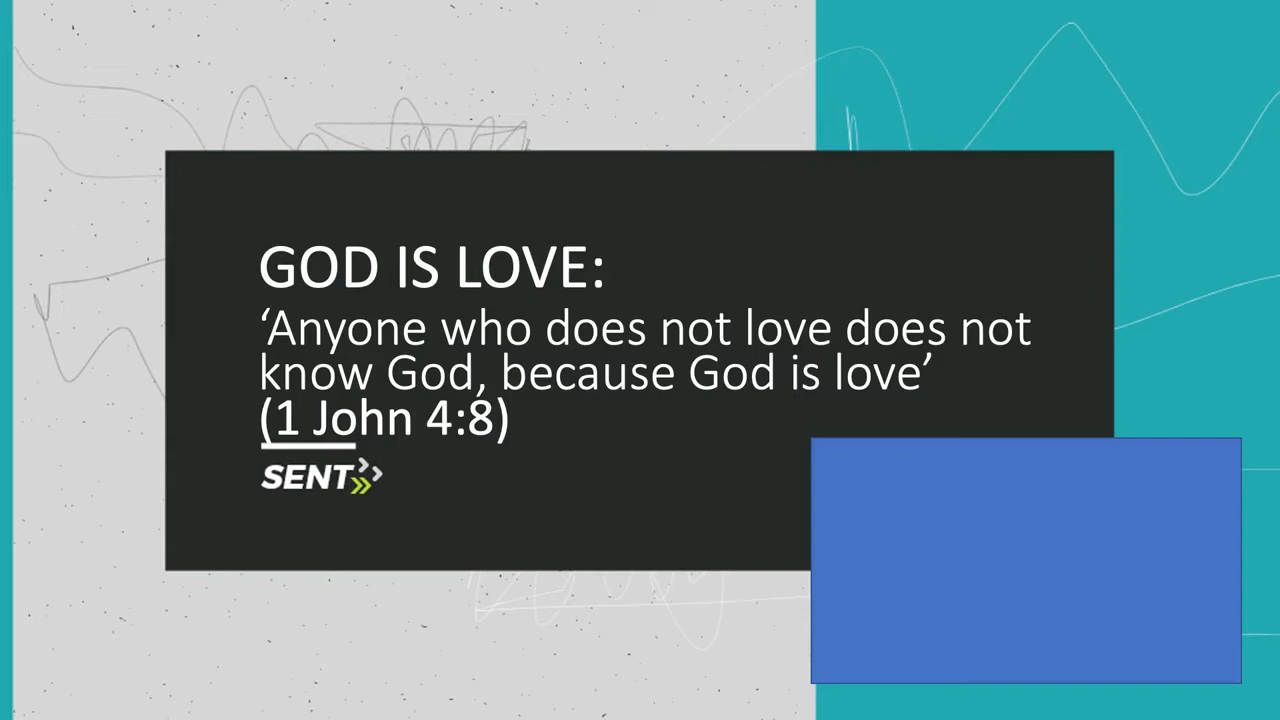 GOD IS LOVE:
‘Anyone who does not love does not
know God, because God is love’
(1 John 4:8)
SENT